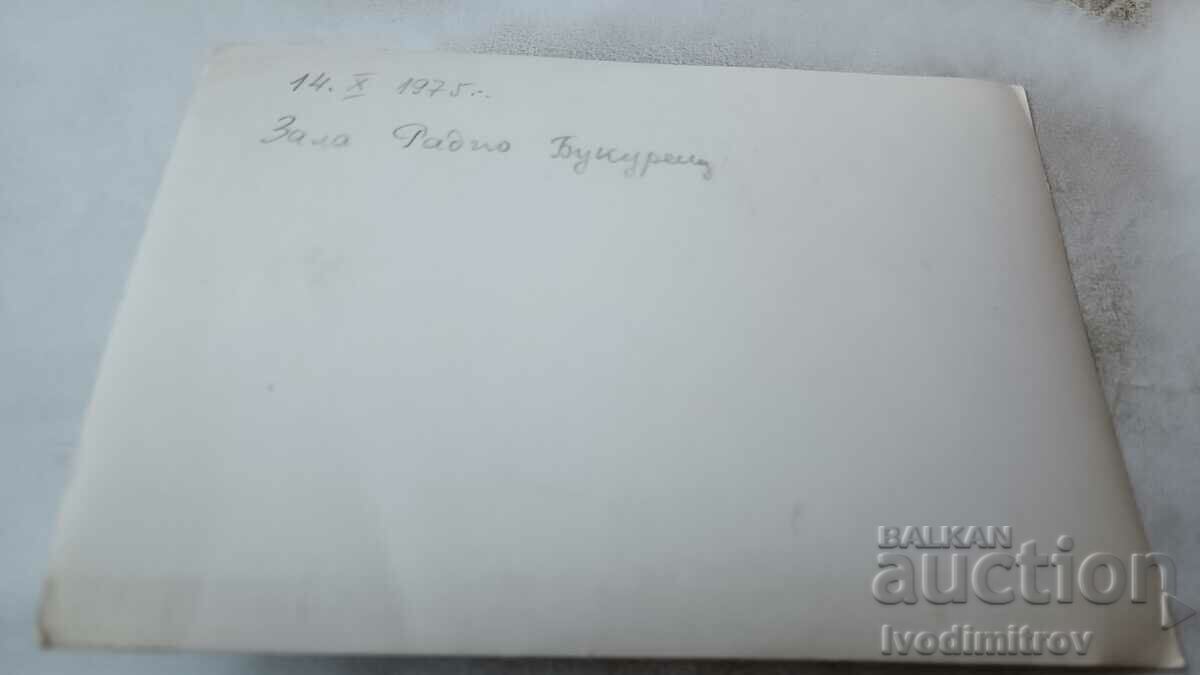 14. X 1975 г.
Зала Радио Букурещ
BALKAN
auction
Ivodimitrov